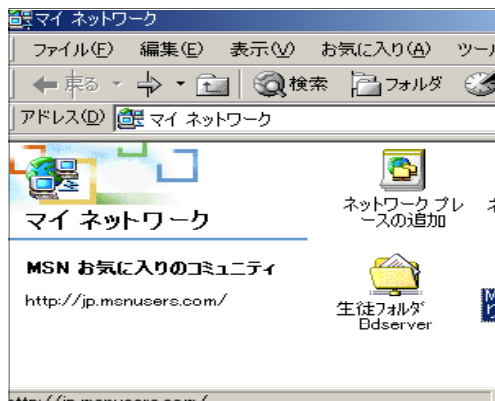 マイ ネットワーク
ファイル(F) 編集(E) 表示(V) お気に入り(A) ツー
戻る 検索 フォルダ
アドレス(D) マイ ネットワーク
マイ ネットワーク
ネットワーク プレ
ースの追加
MSN お気に入りのコミュニティ
http://jp.msnusers.com/
生徒フォルダ
Bdserver